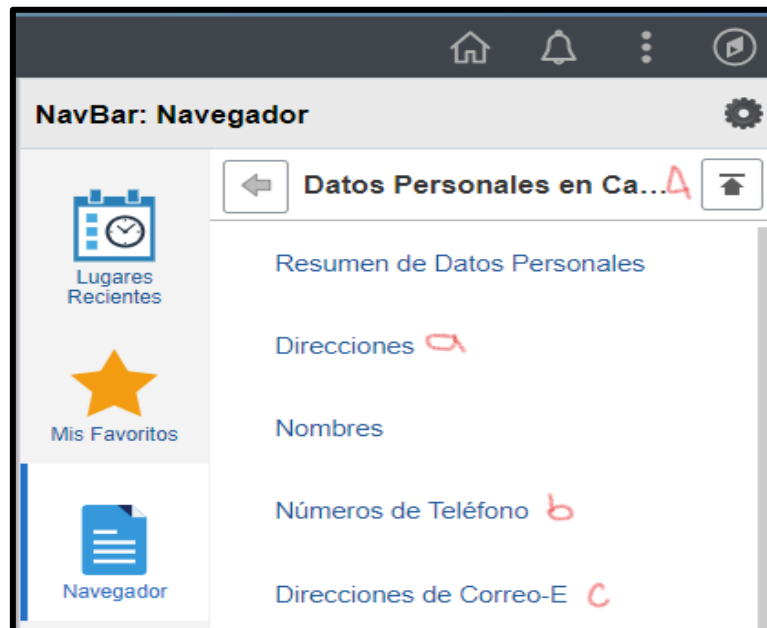 NavBar: Navegador
Datos Personales en Ca... 4
Lugares
Recientes
Mis Favoritos
Navegador
Resumen de Datos Personales
Direcciones a
Nombres
Números de Teléfono b
Direcciones de Correo-E c